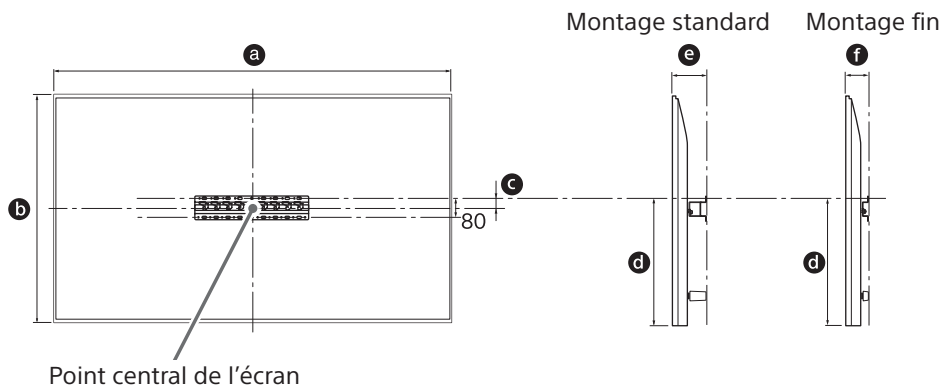 Montage standard Montage fin
a e f
b c
80
d d
Point central de l'écran